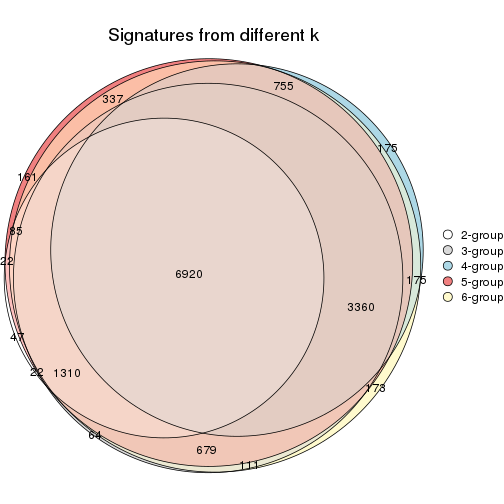 Signatures from different k
755
337
175
161
85
22
6920
175
3360
47
22
1310
173
64
679
111
2-group
3-group
4-group
5-group
6-group